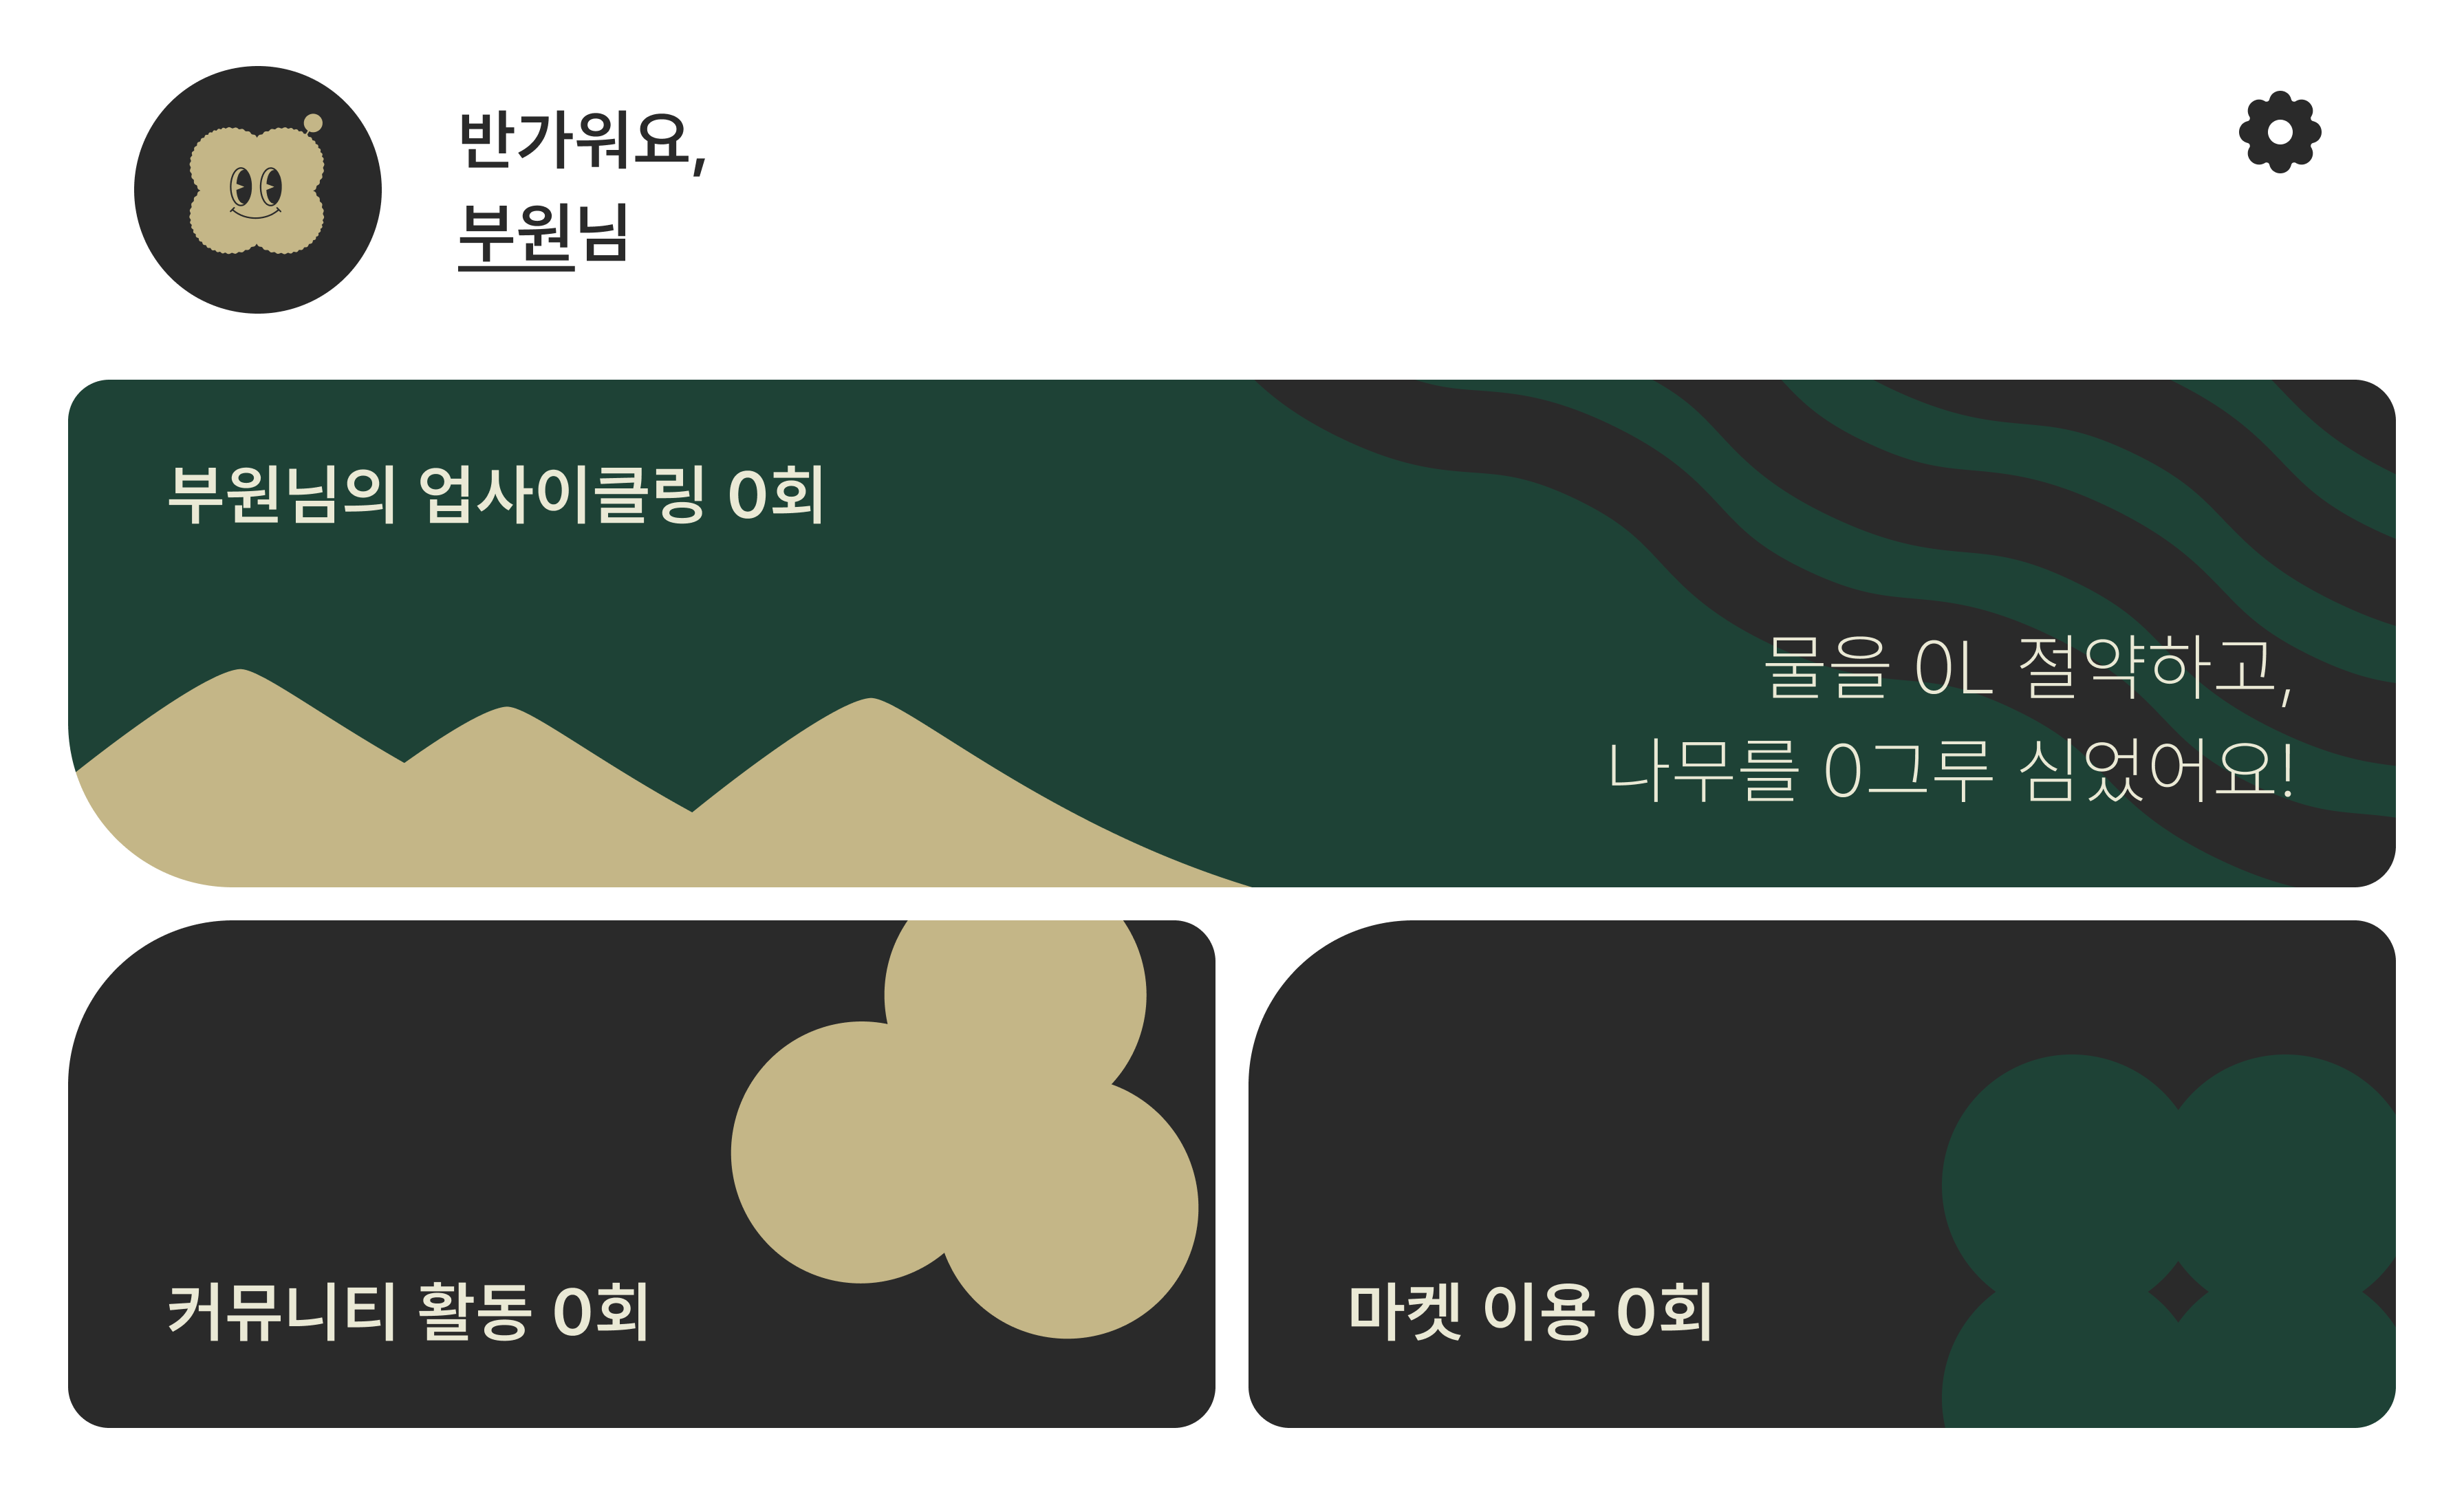 반가워요,
부원님
부원님의 업사이클링 0회
물을 0L 절약하고,
나무를 0그루 심었어요!
커뮤니티 활동 0회
마켓 이용 0회